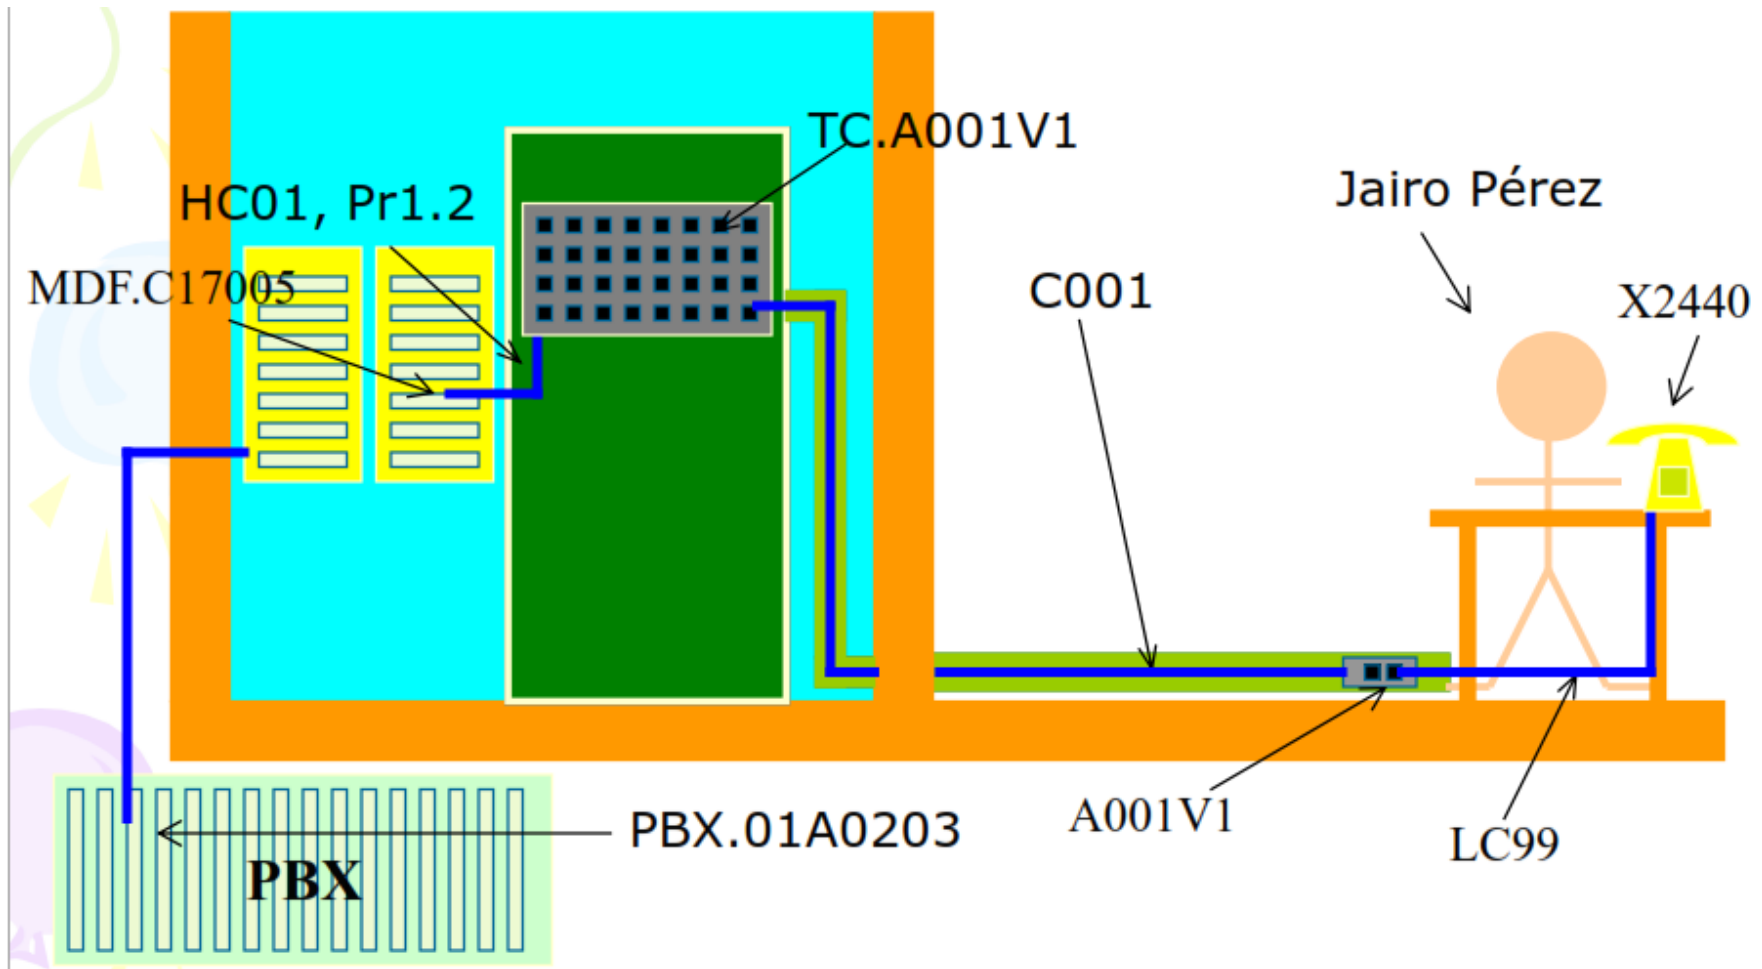 TC.A001V1
HC01, Pr1.2
Jairo Pérez
MDF.C17005
C001
X2440
PBX.01A0203
A001V1
LC99
PBX